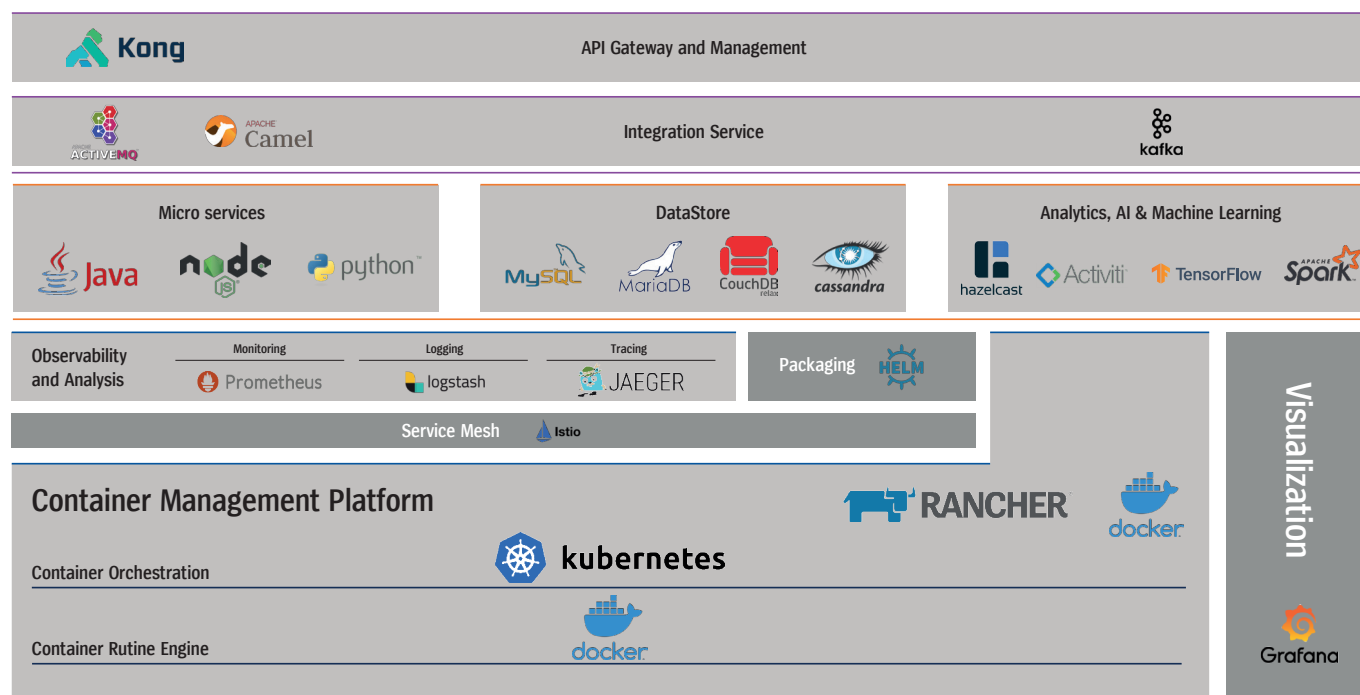 Kong
API Gateway and Management
APACHE
ACTIVEMQ
APACHE
Camel
Integration Service
kafka
Micro services
Java
node
JS
python™
DataStore
MySQL
MariaDB
CouchDB
relax
cassandra
Analytics, AI & Machine Learning
hazelcast
Activiti
TensorFlow
APACHE
Spark
Observability
and Analysis
Monitoring
Prometheus
Logging
logstash
Tracing
JAEGER
Packaging
HELM
Service Mesh
Istio
Visualization
Grafana
Container Management Platform
RANCHER
docker
kubernetes
Container Orchestration
docker
Container Rutine Engine